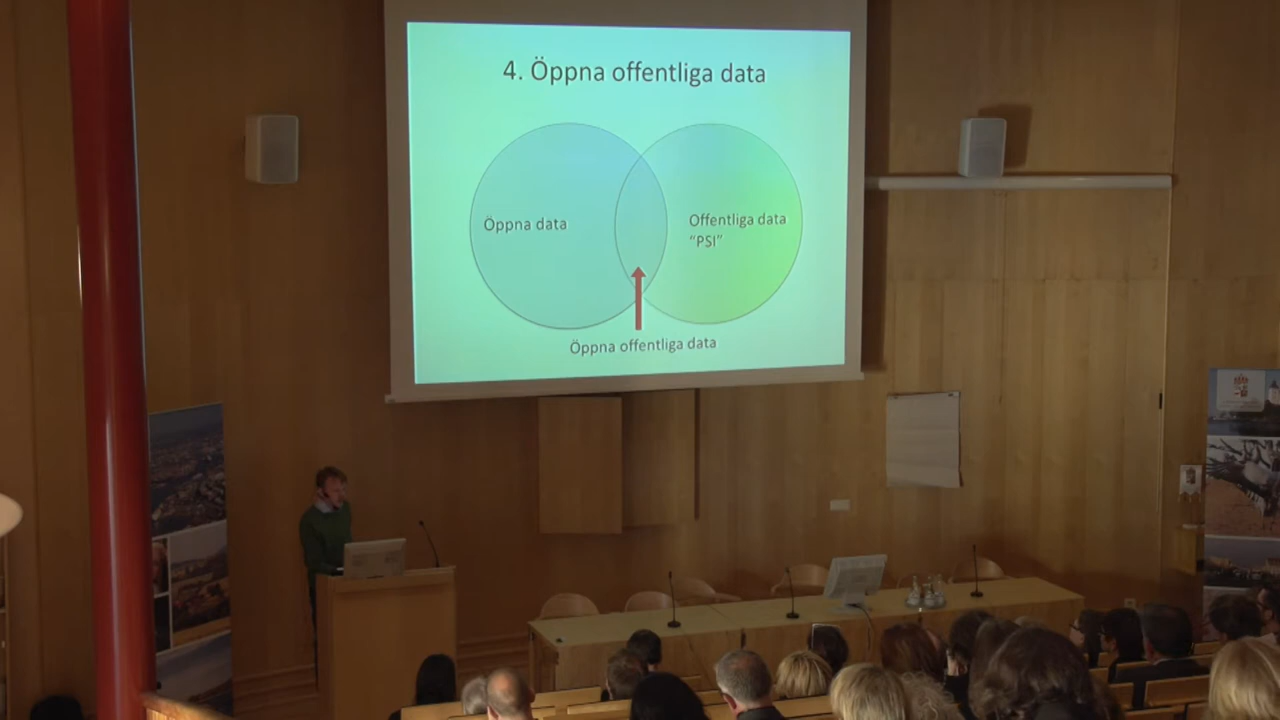 4. Öppna offentliga data
Öppna data
Offentliga data
“PSI”
Öppna offentliga data